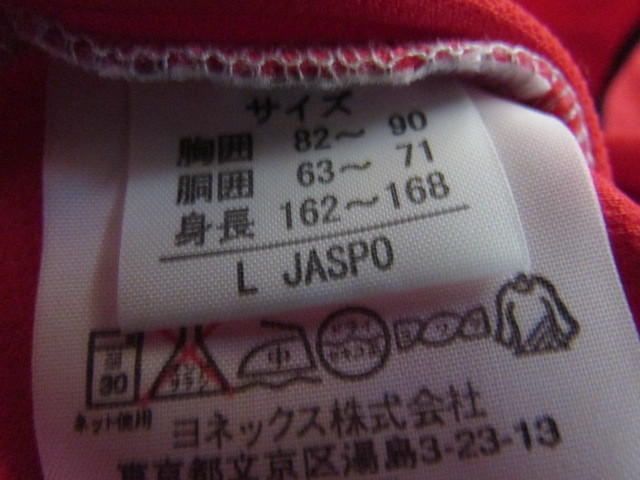 サイズ
胸囲 82〜 90
胴囲 63〜 71
身長 162〜168
L JASPO
30 中
ネット使用
ヨネックス株式会社
東京都文京区湯島3-23-13